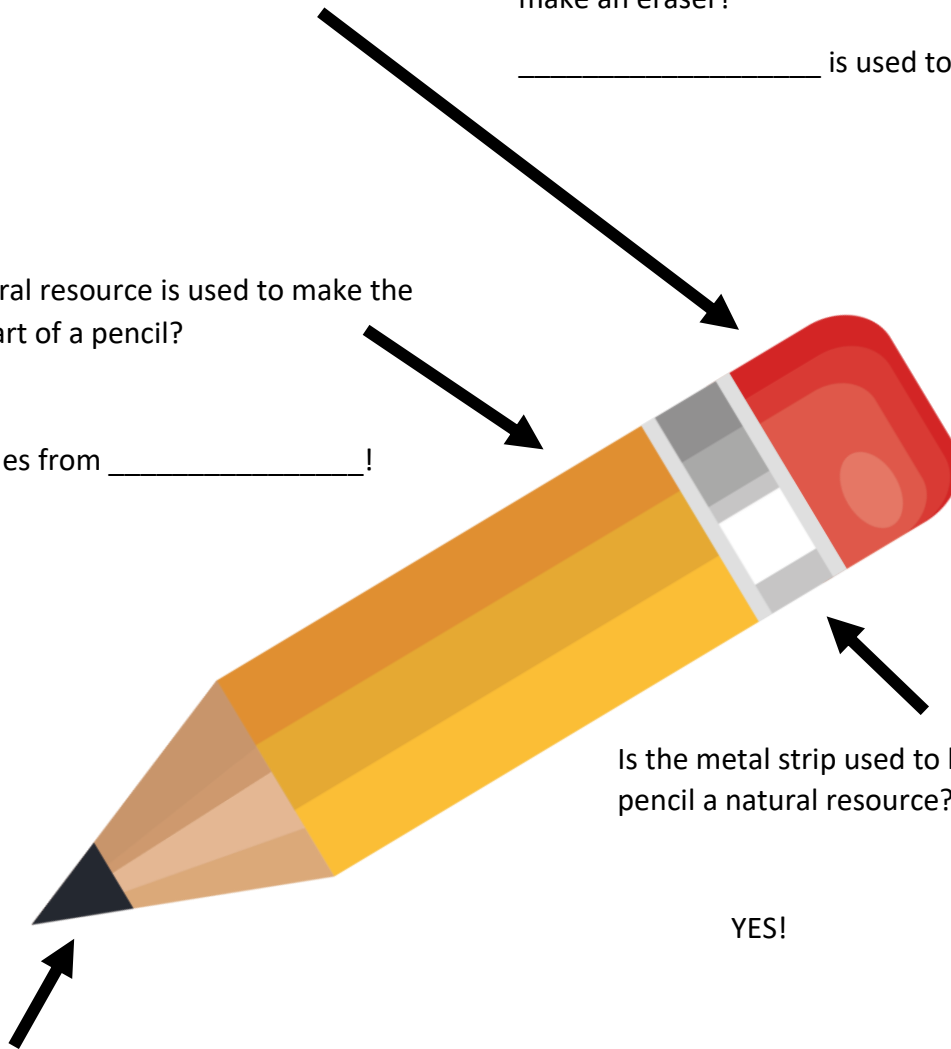 make an eraser?
___________________ is used to
ral resource is used to make the
art of a pencil?
es from ________________!
Is the metal strip used to
pencil a natural resource?
YES!